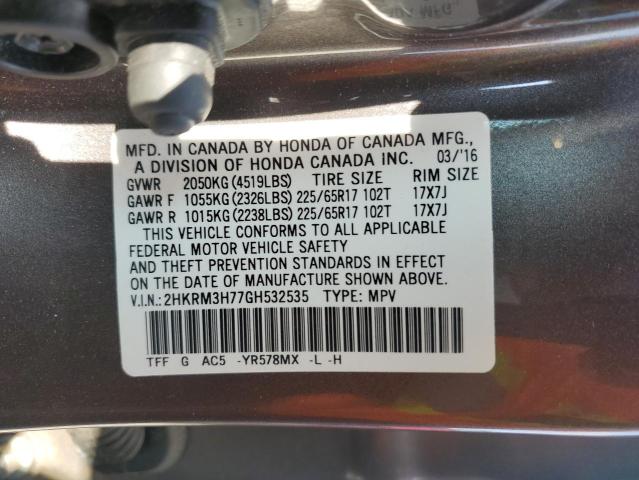 MFD. IN CANADA BY HONDA OF CANADA MFG.,
A DIVISION OF HONDA CANADA INC. 03/'16
GVWR 2050KG (4519LBS) TIRE SIZE RIM SIZE
GAWR F 1055KG (2326LBS) 225/65R17 102T 17X7J
GAWR R 1015KG (2238LBS) 225/65R17 102T 17X7J
THIS VEHICLE CONFORMS TO ALL APPLICABLE
FEDERAL MOTOR VEHICLE SAFETY
AND THEFT PREVENTION STANDARDS IN EFFECT
ON THE DATE OF MANUFACTURE SHOWN ABOVE.
V.I.N.: 2HKRM3H77GH532535 TYPE: MPV
TFF G AC5 -YR578MX -L -H